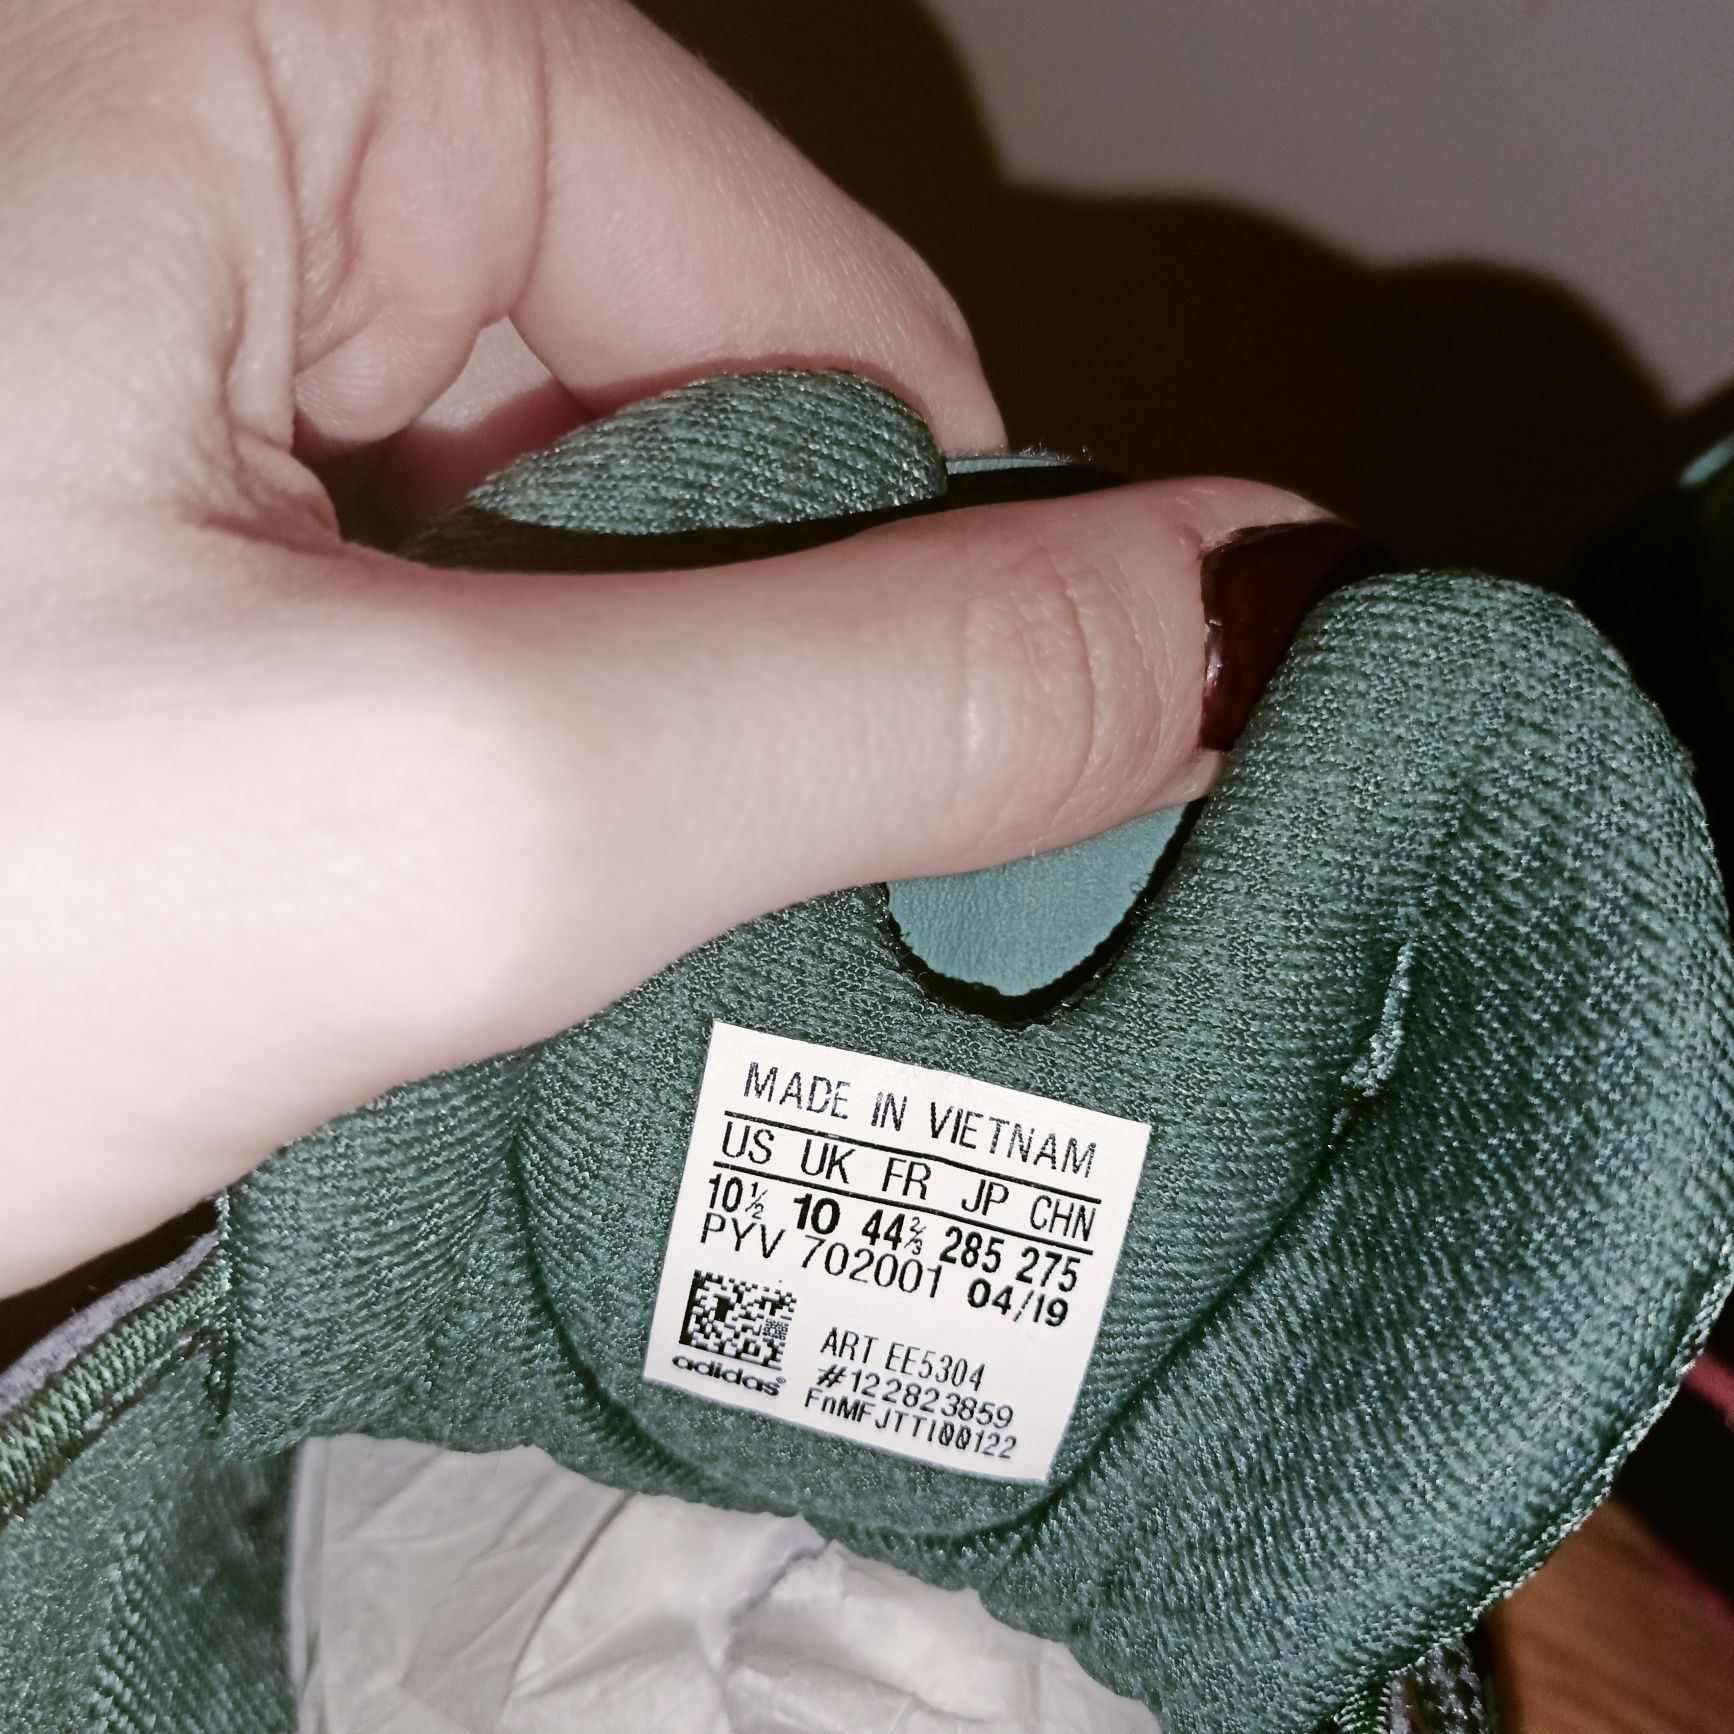 MADE IN VIETNAM
US UK FR JP CHN
10½ 10 44⅔ 285 275
PYV 702001 04/19
ART EE5304
#122823859
adidas®
FnMFJTTI00122